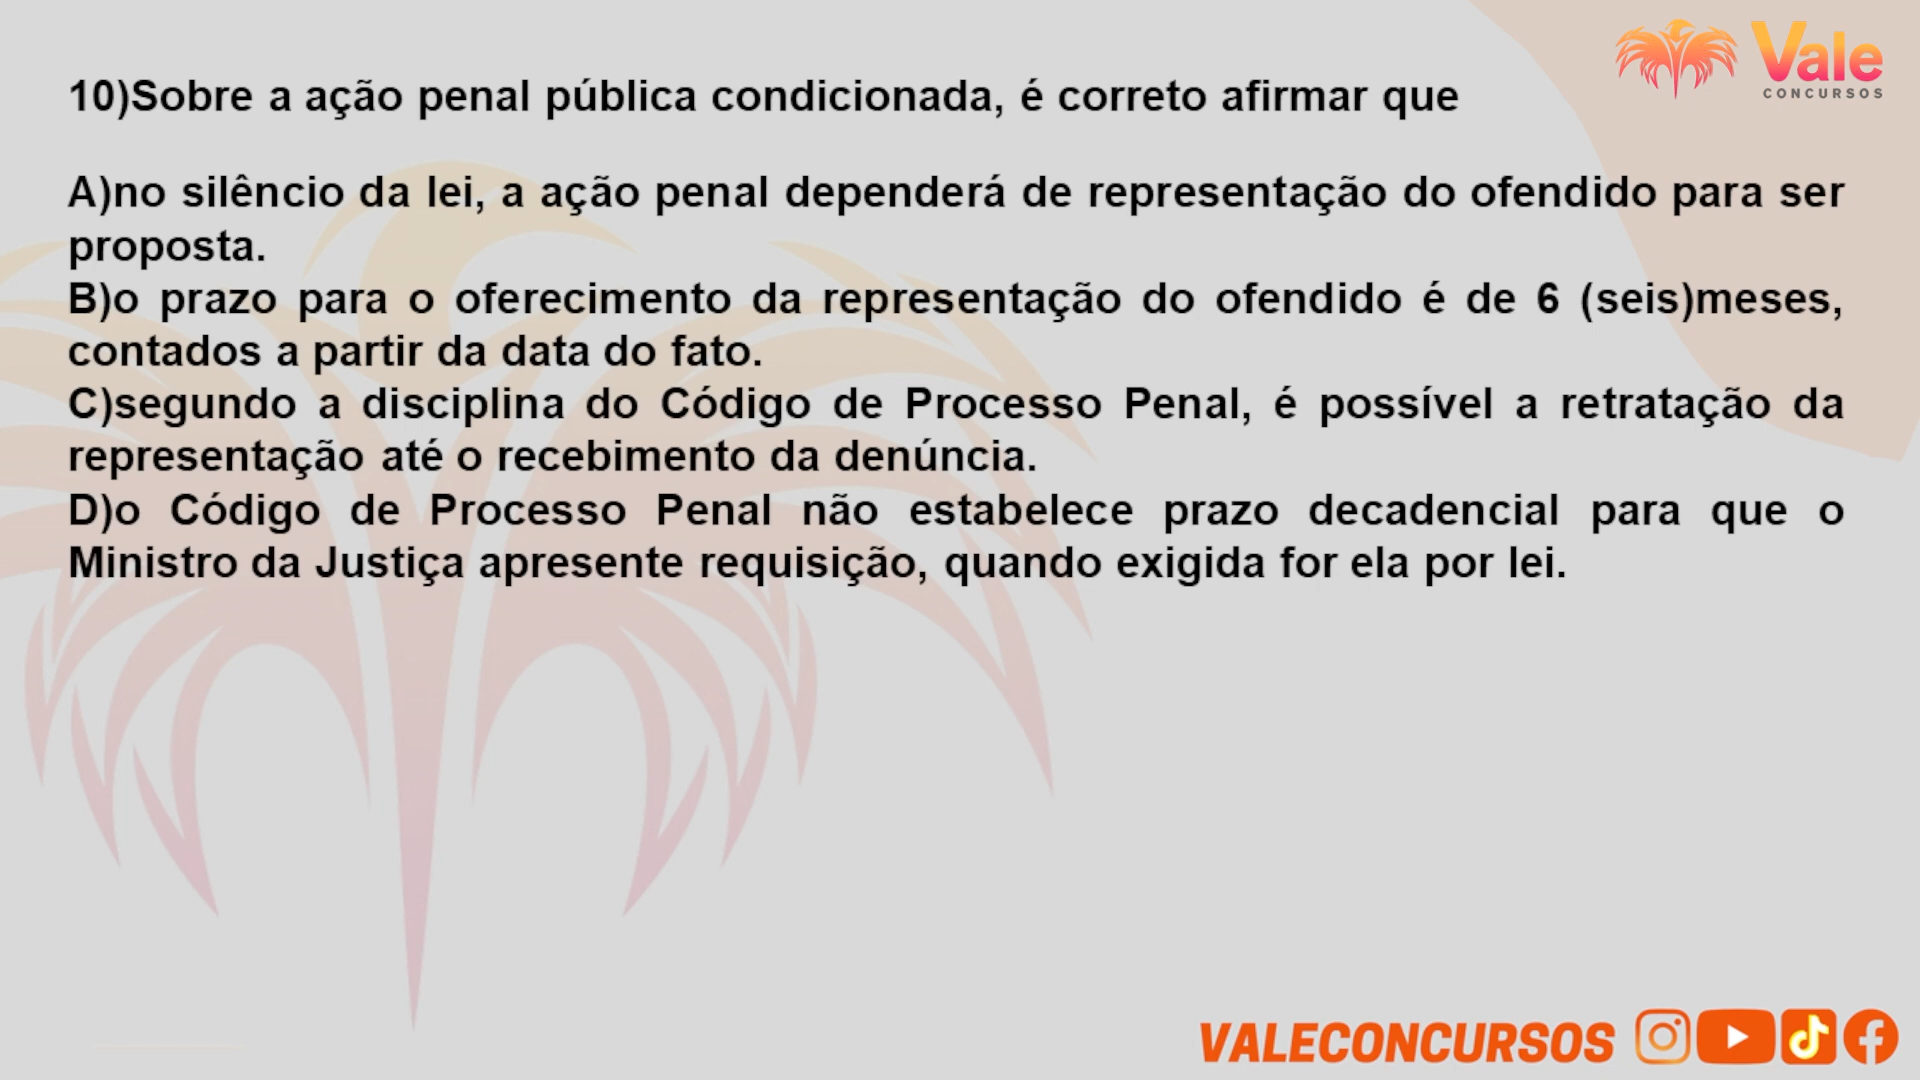 Vale
CONCURSOS
10)Sobre a ação penal pública condicionada, é correto afirmar que
A)no silêncio da lei, a ação penal dependerá de representação do ofendido para ser
proposta.
B)o prazo para o oferecimento da representação do ofendido é de 6 (seis)meses,
contados a partir da data do fato.
C)segundo a disciplina do Código de Processo Penal, é possível a retratação da
representação até o recebimento da denúncia.
D)o Código de Processo Penal não estabelece prazo decadencial para que o
Ministro da Justiça apresente requisição, quando exigida for ela por lei.
VALECONCURSOS